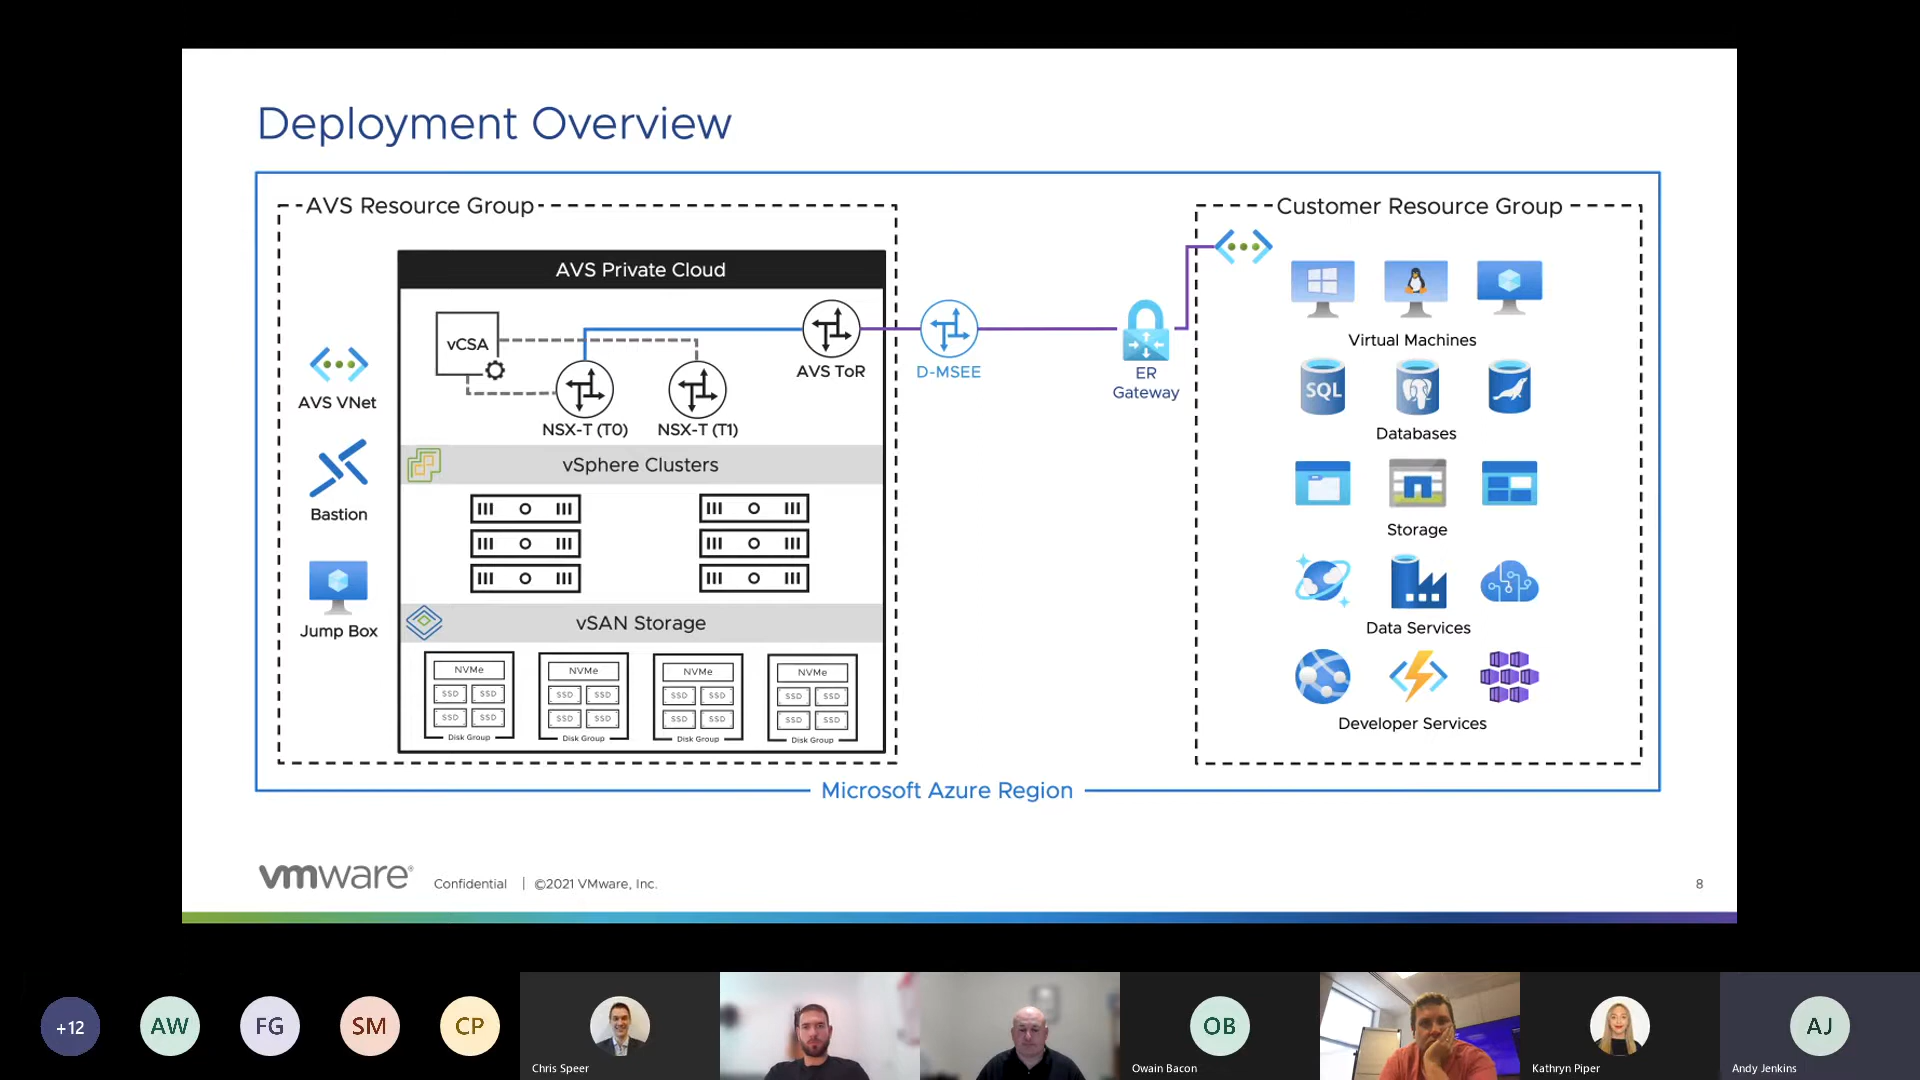 Deployment Overview
AVS Resource Group
Customer Resource Group
AVS Private Cloud
vCSA
AVS ToR
D-MSEE
ER
Gateway
NSX-T (T0)
NSX-T (T1)
AVS VNet
Bastion
Jump Box
vSphere Clusters
vSAN Storage
NVMe
SSD SSD
SSD SSD
Disk Group
NVMe
SSD SSD
SSD SSD
Disk Group
NVMe
SSD SSD
SSD SSD
Disk Group
NVMe
SSD SSD
SSD SSD
Disk Group
Virtual Machines
SQL
Databases
Storage
Data Services
Developer Services
Microsoft Azure Region
vmware®
Confidential | ©2021 VMware, Inc.
8
+12
AW
FG
SM
CP
Chris Speer
OB
Owain Bacon
Kathryn Piper
AJ
Andy Jenkins